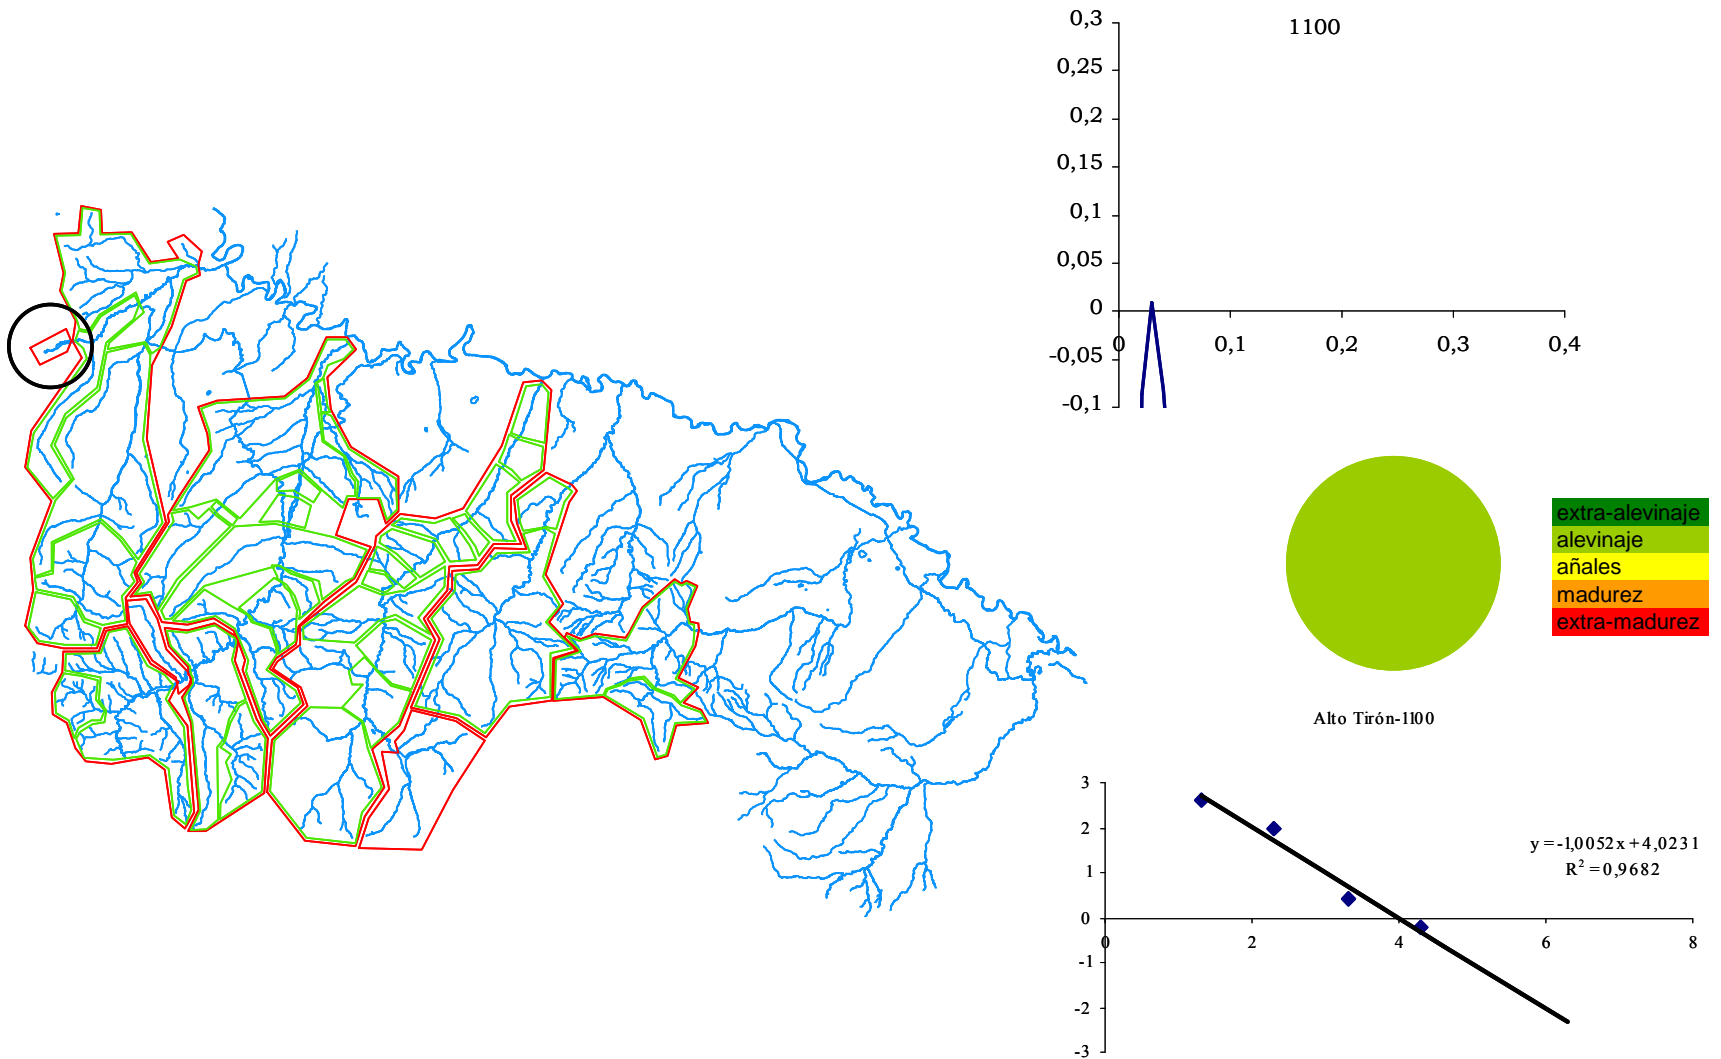 1100
0,3
0,25
0,2
0,15
0,1
0,05
0
-0,05
-0,1
0 0,1 0,2 0,3 0,4
extra-alevinaje
alevinaje
añales
madurez
extra-madurez
Alto Tirón-1100
3
2
1
0
-1
-2
-3
0 2 4 6 8
y = -1,0052x + 4,0231
R² = 0,9682